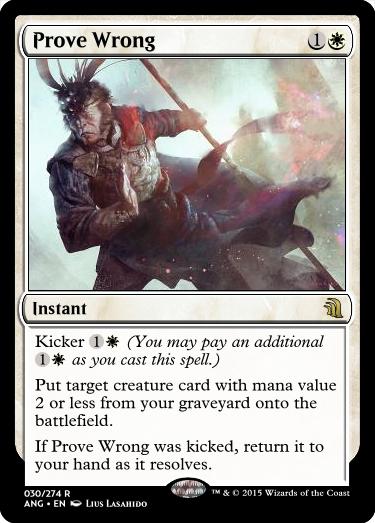 Prove Wrong 1
Instant
Kicker 1 (You may pay an additional
1 as you cast this spell.)
Put target creature card with mana value
2 or less from your graveyard onto the
battlefield.
If Prove Wrong was kicked, return it to
your hand as it resolves.
030/274 R
ANG • EN Lius Lasahido
™ & © 2015 Wizards of the Coast